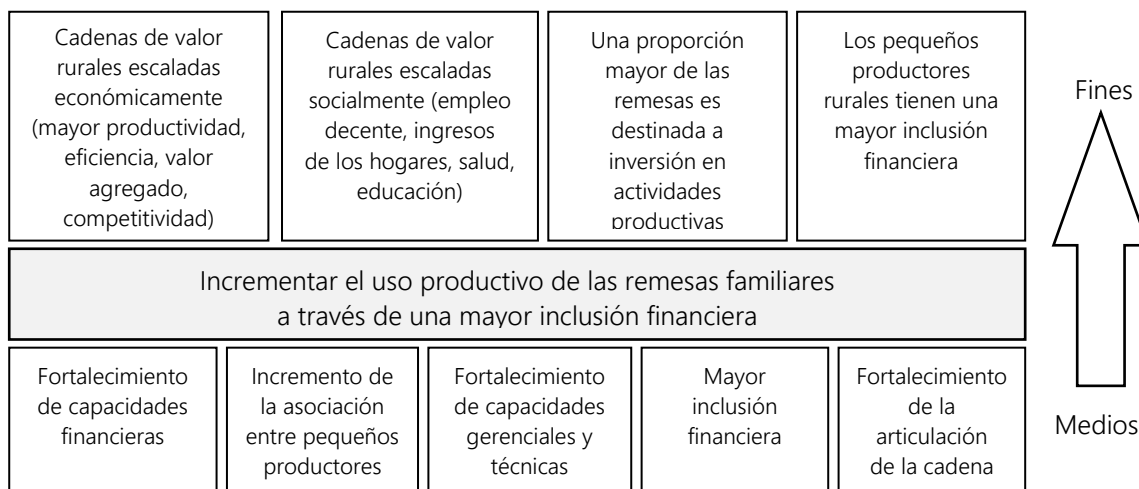 Cadenas de valor
rurales escaladas
económicamente
(mayor productividad,
eficiencia, valor
agregado,
competitividad)
Cadenas de valor
rurales escaladas
socialmente (empleo
decente, ingresos
de los hogares, salud,
educación)
Una proporción
mayor de las
remesas es
destinada a
inversión en
actividades
productivas
Los pequeños
productores
rurales tienen una
mayor inclusión
financiera
Fines
Incrementar el uso productivo de las remesas familiares
a través de una mayor inclusión financiera
Fortalecimiento
de capacidades
financieras
Incremento de
la asociación
entre pequeños
productores
Fortalecimiento
de capacidades
gerenciales y
técnicas
Mayor
inclusión
financiera
Fortalecimiento
de la
articulación
de la cadena
Medios